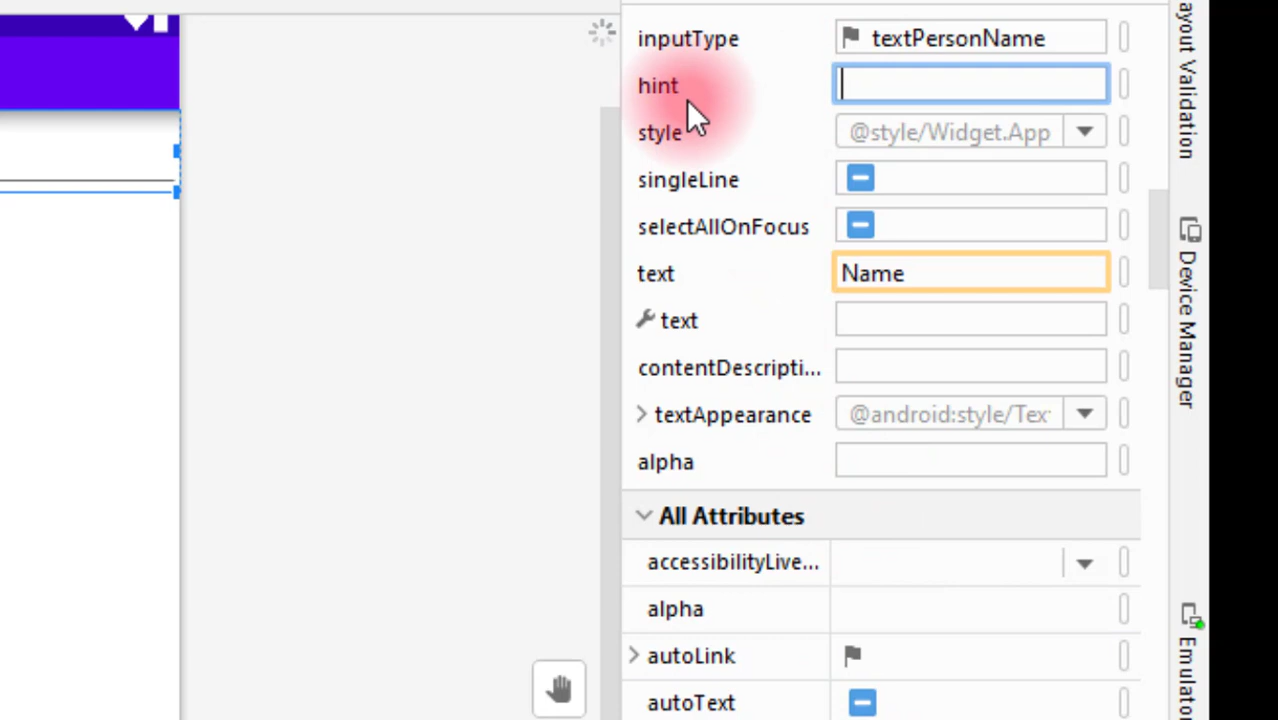 inputType textPersonName
hint
style @style/Widget.App
singleLine
selectAllOnFocus
text Name
text
contentDescripti...
textAppearance @android:style/Tex
alpha
All Attributes
accessibilityLive...
alpha
autoLink
autoText
ayout Validation
Device Manager
Emulato